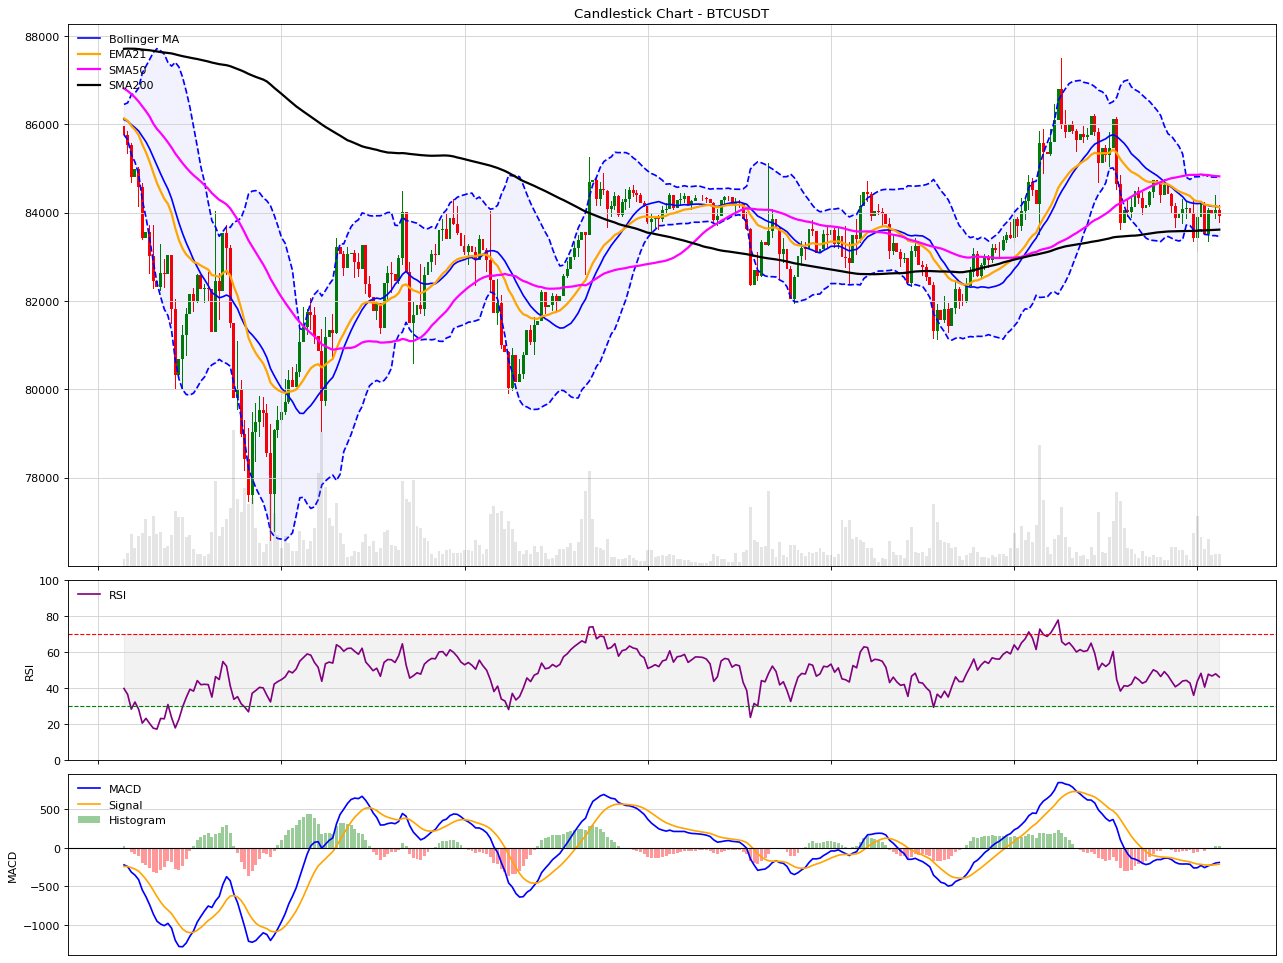 Candlestick Chart - BTCUSDT
88000
86000
84000
82000
80000
78000
Bollinger MA
EMA21
SMA50
SMA200
100
80
60
40
20
0
RSI
RSI
500
0
−500
−1000
MACD
MACD
Signal
Histogram